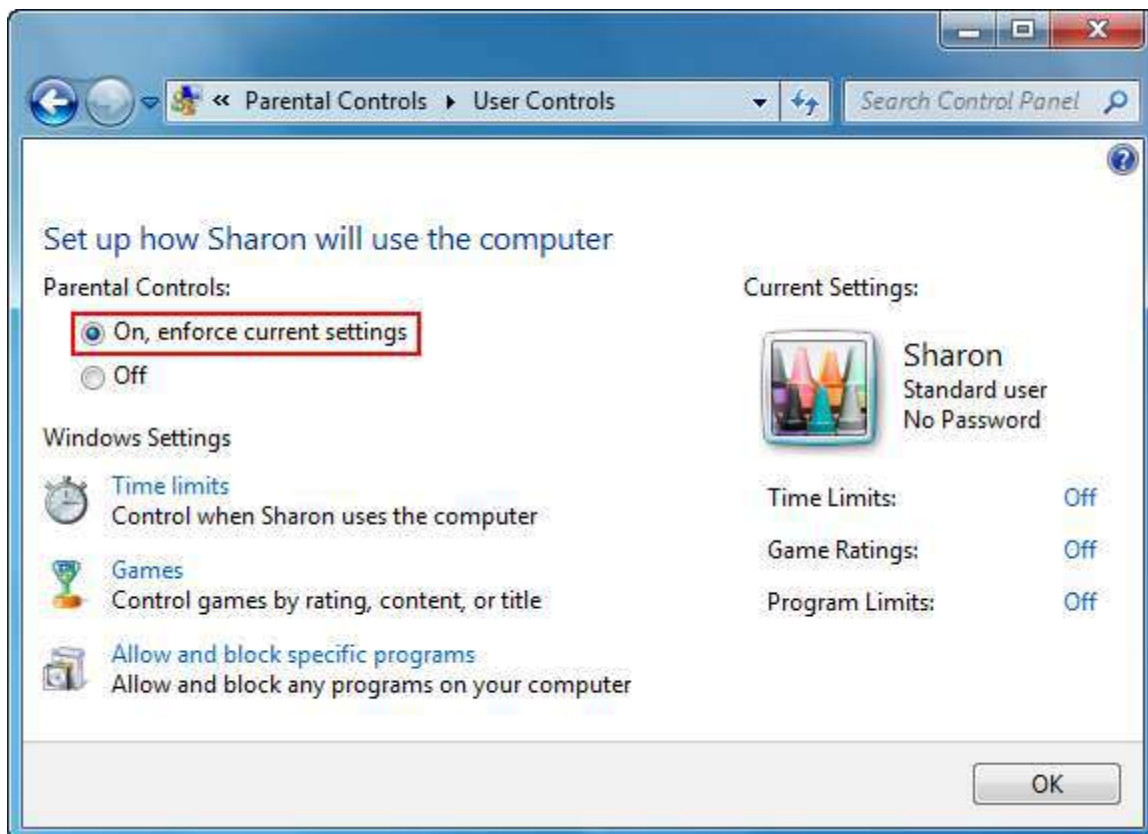 « Parental Controls ▸ User Controls
Search Control Panel
Set up how Sharon will use the computer
Parental Controls:
On, enforce current settings
Off
Windows Settings
Time limits
Control when Sharon uses the computer
Games
Control games by rating, content, or title
Allow and block specific programs
Allow and block any programs on your computer
Current Settings:
Sharon
Standard user
No Password
Time Limits: Off
Game Ratings: Off
Program Limits: Off
OK